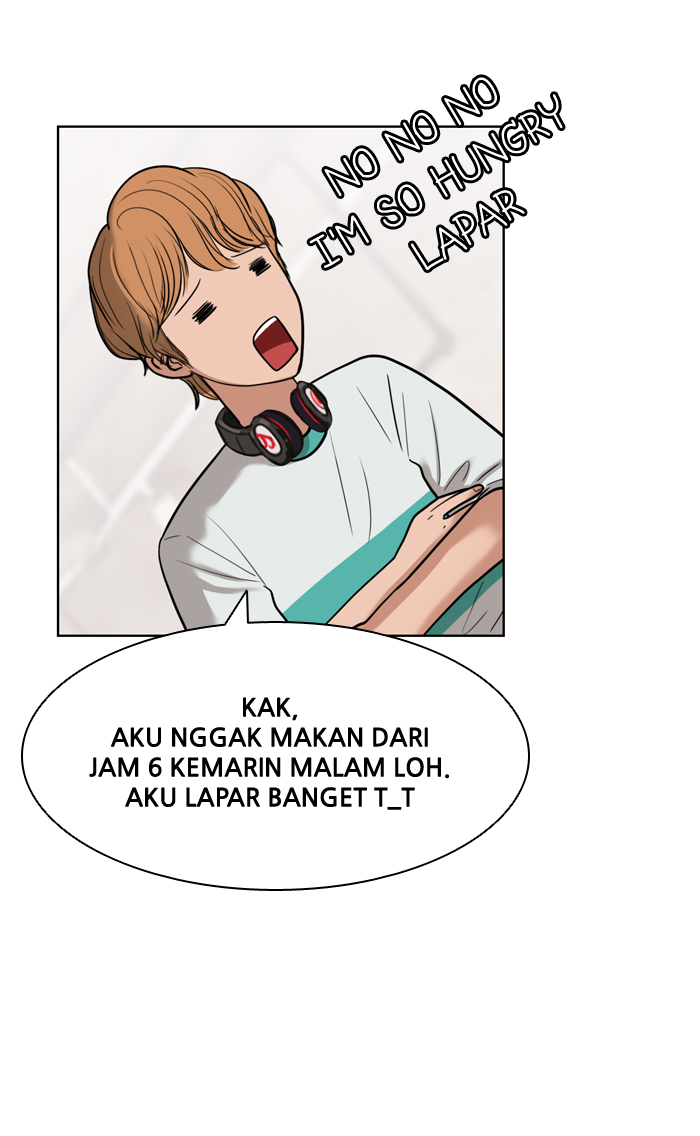 NO NO NO
I'M SO HUNGRY
LAPAR
KAK,
AKU NGGAK MAKAN DARI
JAM 6 KEMARIN MALAM LOH.
AKU LAPAR BANGET T_T